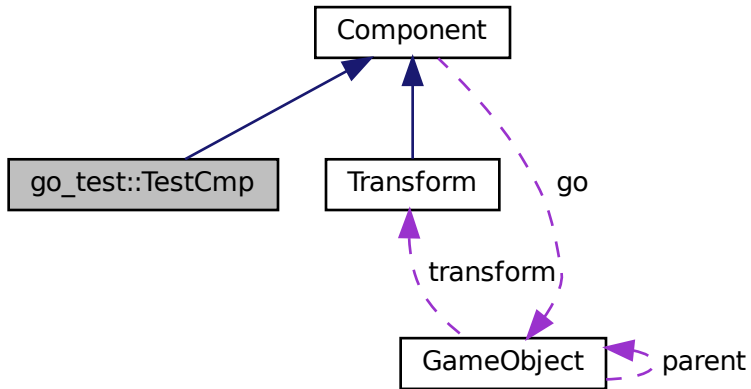 Component
go_test::TestCmp
Transform
go
transform
GameObject
parent